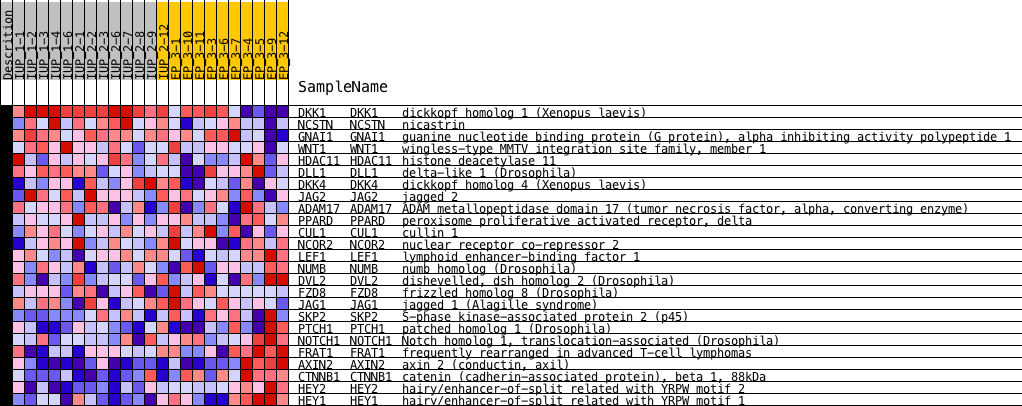 Descrition
IUP_1-1
IUP_1-2
IUP_1-3
IUP_1-4
IUP_1-6
IUP_2-1
IUP_2-2
IUP_2-3
IUP_2-6
IUP_2-7
IUP_2-8
IUP_2-9
IUP_2-12
EP_3-1
EP_3-10
EP_3-11
EP_3-3
EP_3-6
EP_3-7
EP_3-4
EP_3-5
EP_3-9
EP_3-12
SampleName
DKK1 DKK1 dickkopf homolog 1 (Xenopus laevis)
NCSTN NCSTN nicastrin
GNAI1 GNAI1 guanine nucleotide binding protein (G protein), alpha inhibiting activity polypeptide 1
WNT1 WNT1 wingless-type MMTV integration site family, member 1
HDAC11 HDAC11 histone deacetylase 11
DLL1 DLL1 delta-like 1 (Drosophila)
DKK4 DKK4 dickkopf homolog 4 (Xenopus laevis)
JAG2 JAG2 jagged 2
ADAM17 ADAM17 ADAM metallopeptidase domain 17 (tumor necrosis factor, alpha, converting enzyme)
PPARD PPARD peroxisome proliferative activated receptor, delta
CUL1 CUL1 cullin 1
NCOR2 NCOR2 nuclear receptor co-repressor 2
LEF1 LEF1 lymphoid enhancer-binding factor 1
NUMB NUMB numb homolog (Drosophila)
DVL2 DVL2 dishevelled, dsh homolog 2 (Drosophila)
FZD8 FZD8 frizzled homolog 8 (Drosophila)
JAG1 JAG1 jagged 1 (Alagille syndrome)
SKP2 SKP2 S-phase kinase-associated protein 2 (p45)
PTCH1 PTCH1 patched homolog 1 (Drosophila)
NOTCH1 NOTCH1 Notch homolog 1, translocation-associated (Drosophila)
FRAT1 FRAT1 frequently rearranged in advanced T-cell lymphomas
AXIN2 AXIN2 axin 2 (conductin, axil)
CTNNB1 CTNNB1 catenin (cadherin-associated protein), beta 1, 88kDa
HEY2 HEY2 hairy/enhancer-of-split related with YRPW motif 2
HEY1 HEY1 hairy/enhancer-of-split related with YRPW motif 1